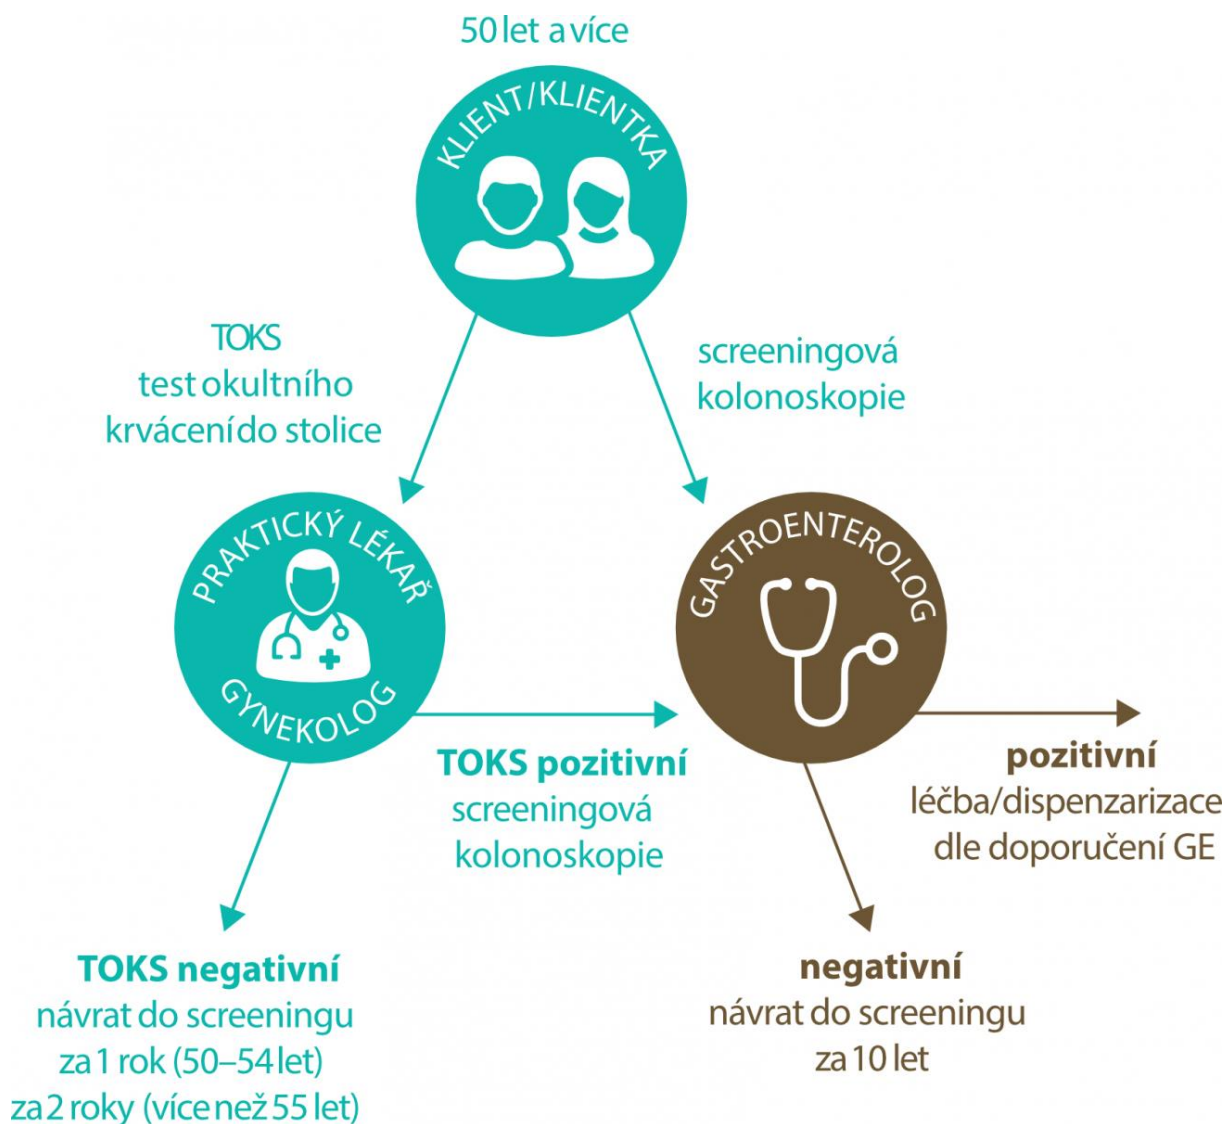 50 let a více
KLIENT/KLIENTKA
TOKS
test okultního
krvácení do stolice
screeningová
kolonoskopie
PRAKTICKÝ LÉKAŘ
GYNEKOLOG
GASTROENTEROLOG
TOKS pozitivní
screeningová
kolonoskopie
pozitivní
léčba/dispenzarizace
dle doporučení GE
TOKS negativní
návrat do screeningu
za 1 rok (50–54 let)
za 2 roky (více než 55 let)
negativní
návrat do screeningu
za 10 let